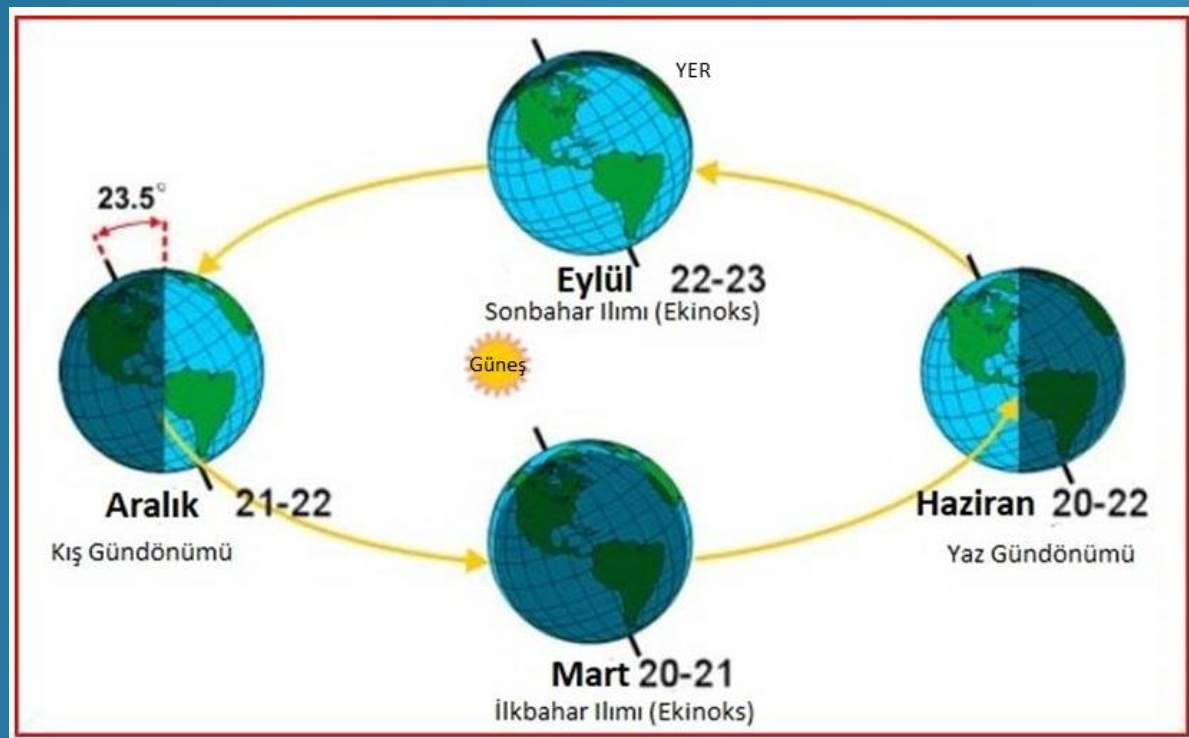 YER
23.5°
Eylül 22-23
Sonbahar Ilımı (Ekinoks)
Güneş
Aralık 21-22
Kış Gündönümü
Haziran 20-22
Yaz Gündönümü
Mart 20-21
İlkbahar Ilımı (Ekinoks)